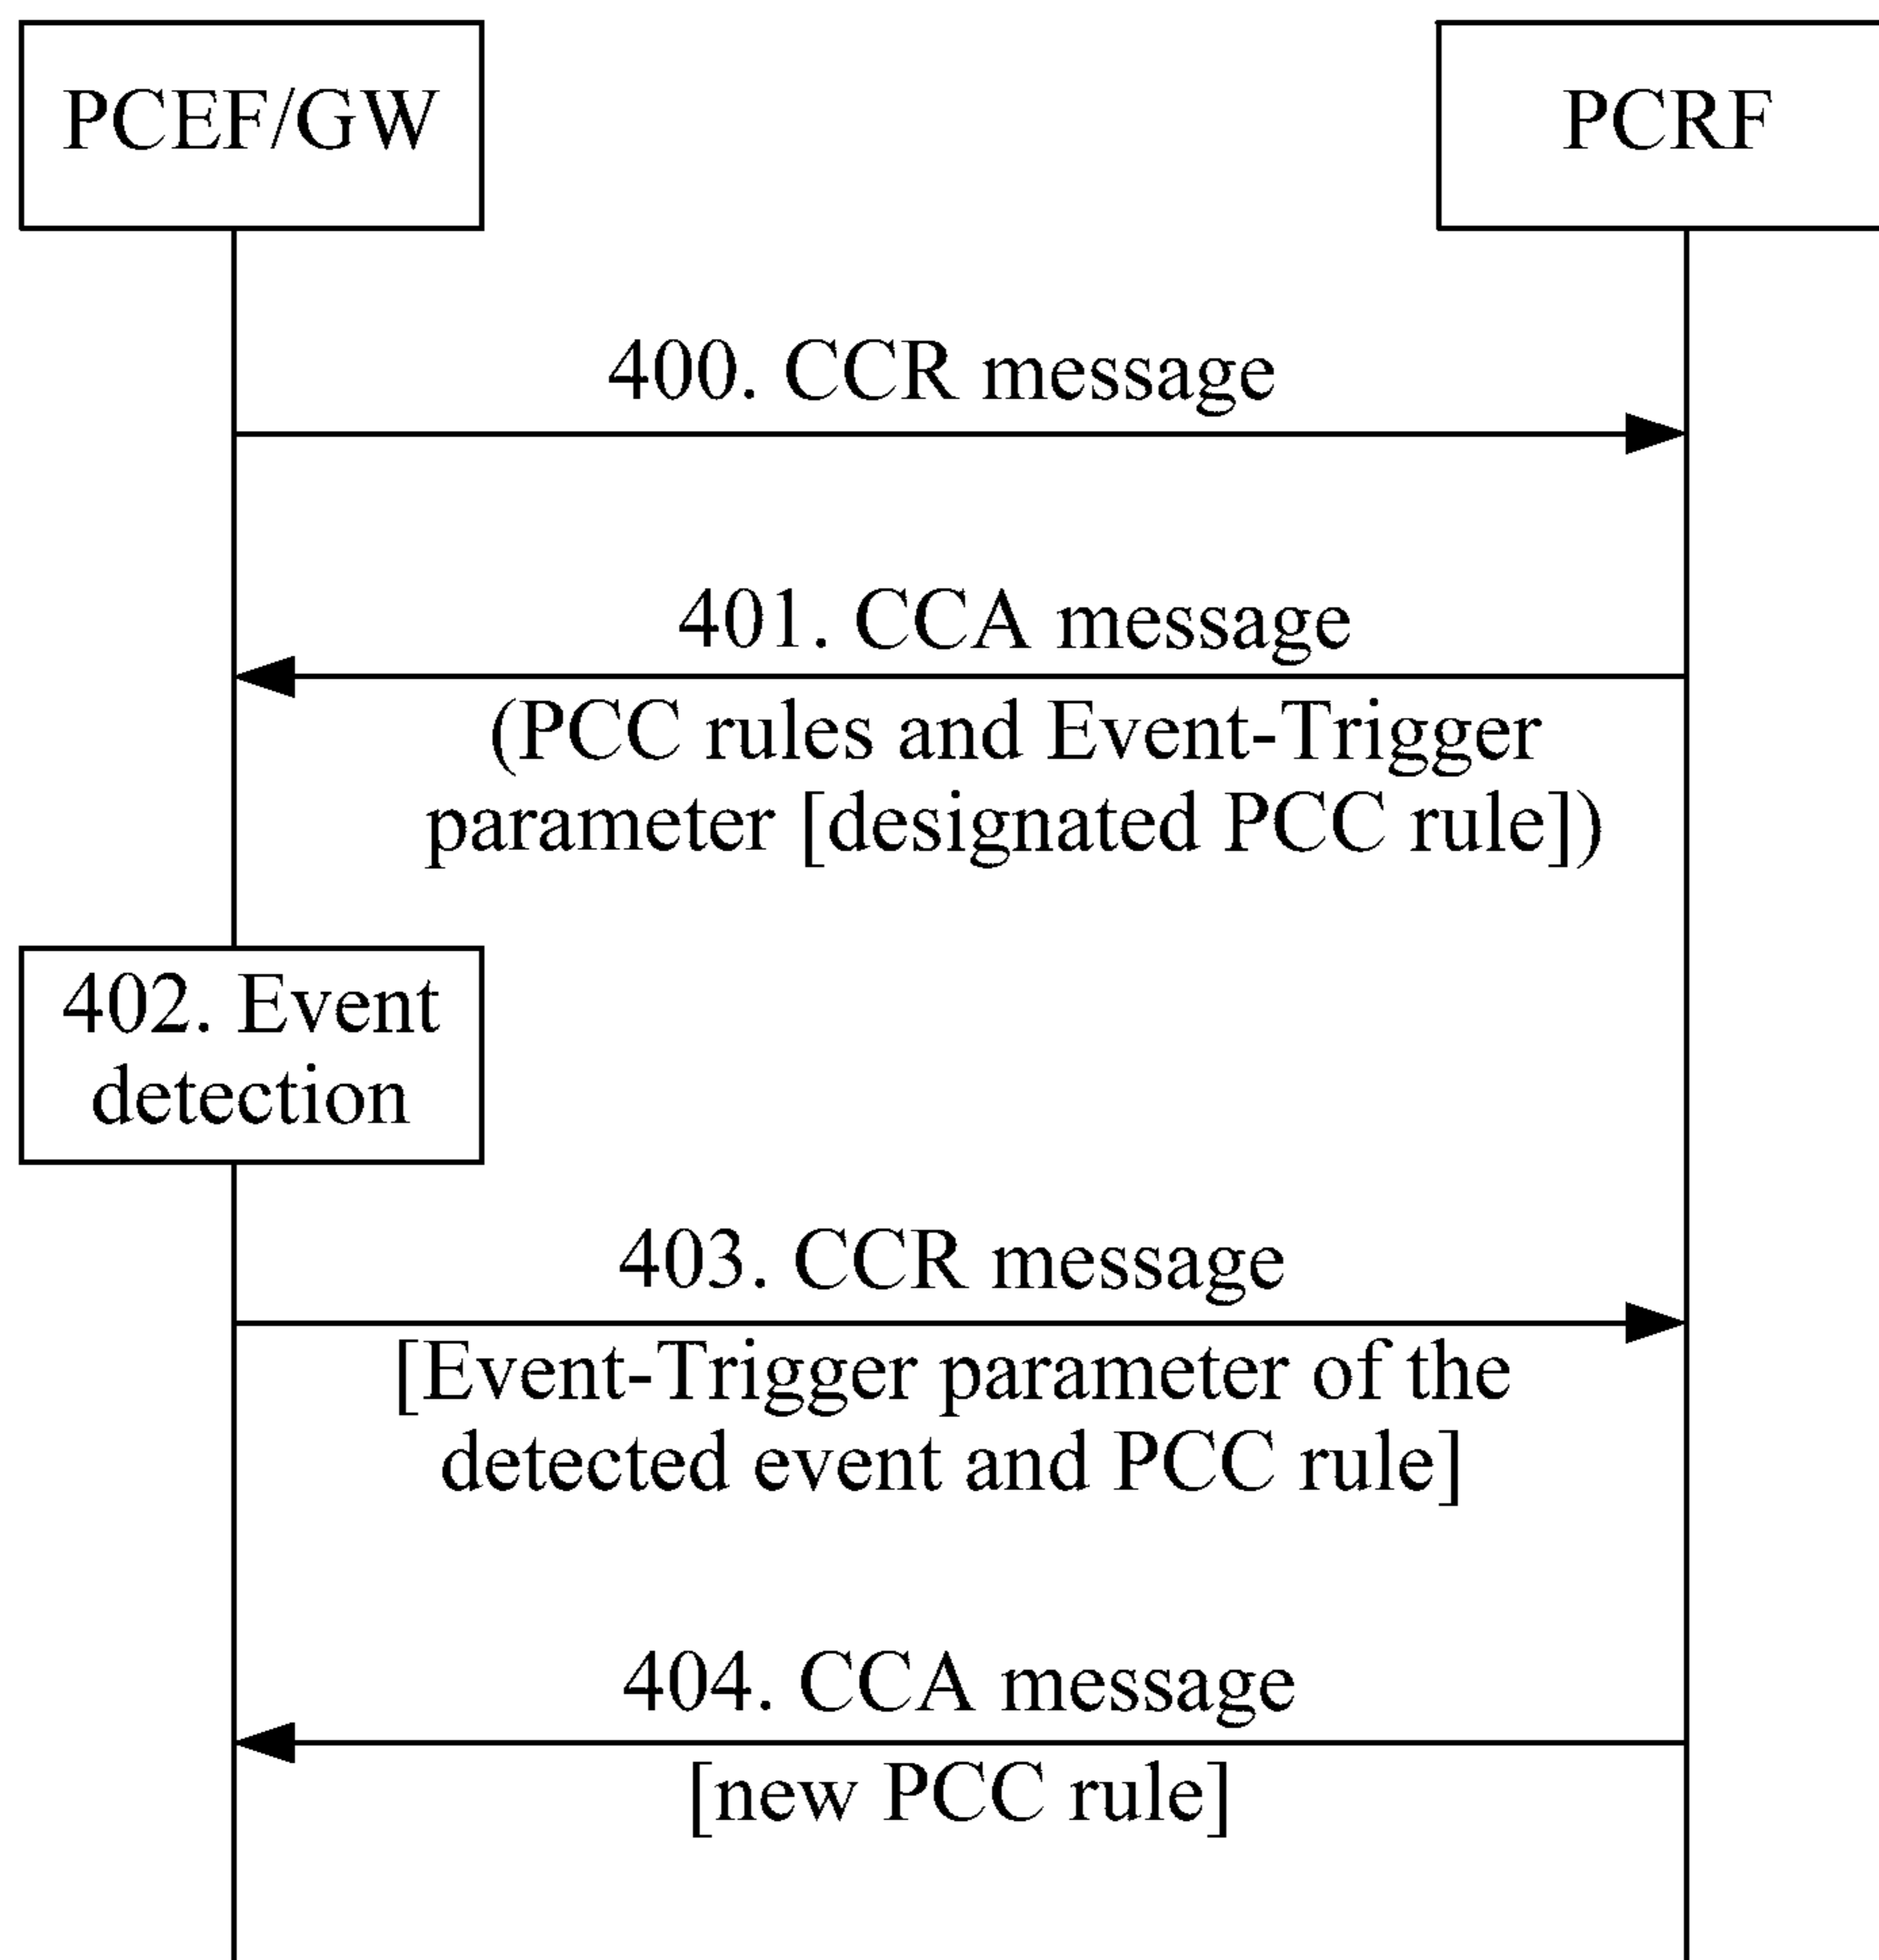 PCEF/GW
PCRF
400. CCR message
401. CCA message
(PCC rules and Event-Trigger
parameter [designated PCC rule])
402. Event
detection
403. CCR message
[Event-Trigger parameter of the
detected event and PCC rule]
404. CCA message
[new PCC rule]